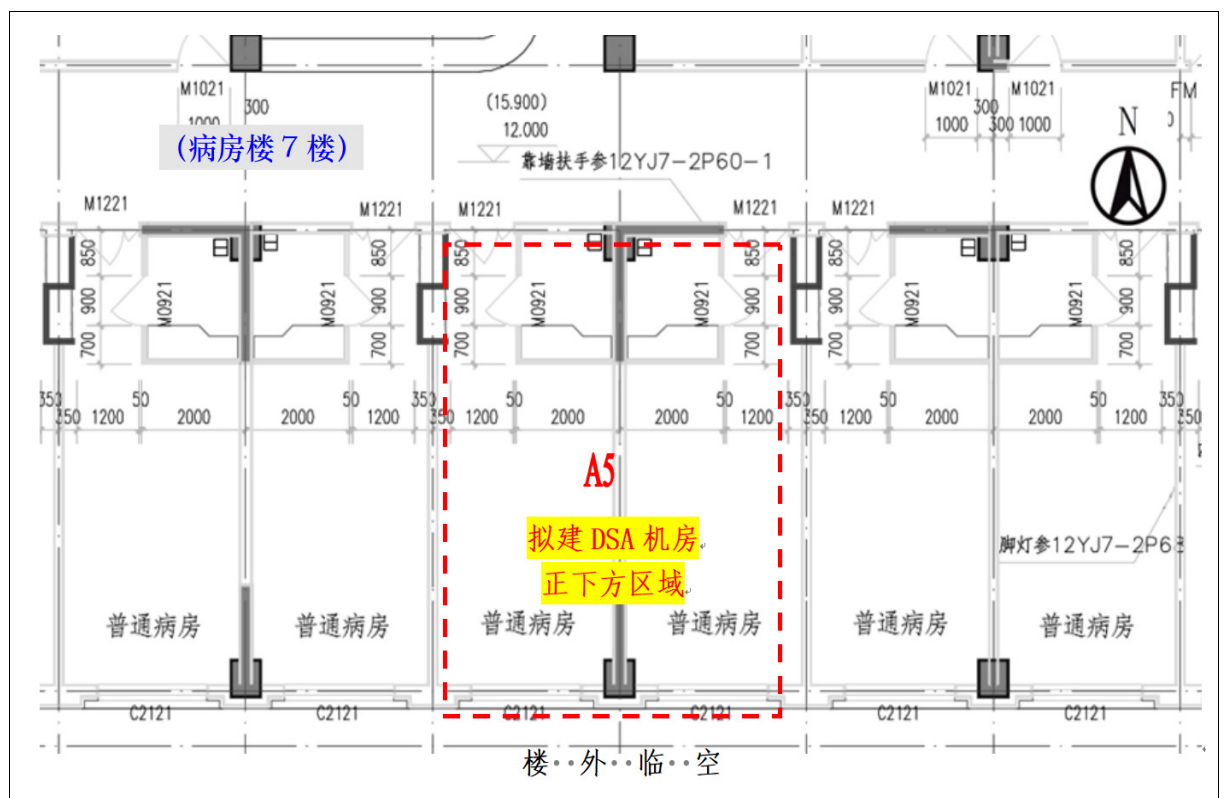 M1021
300
1000
(病房楼7楼)
(15.900)
12.000
靠墙扶手参12YJ7-2P60-1
M1021 M1021
300
1000 300 1000
FM
N
M1221 M1221 M1221 M1221 M1221
850 850 850 850 850 850
900 M0921 M0921 900 900 M0921 M0921 900 900 M0921 M0921 900
700 700 700 700 700 700
350 50 50 350 50 50 350 50 50 350
350 1200 2000 2000 1200 350 1200 2000 2000 1200 350 1200 2000 2000 1200 350
A5
拟建 DSA 机房
正下方区域
脚灯参12YJ7-2P63
普通病房 普通病房 普通病房 普通病房 普通病房 普通病房
C2121 C2121 C2121 C2121 C2121 C2121
楼··外··临··空